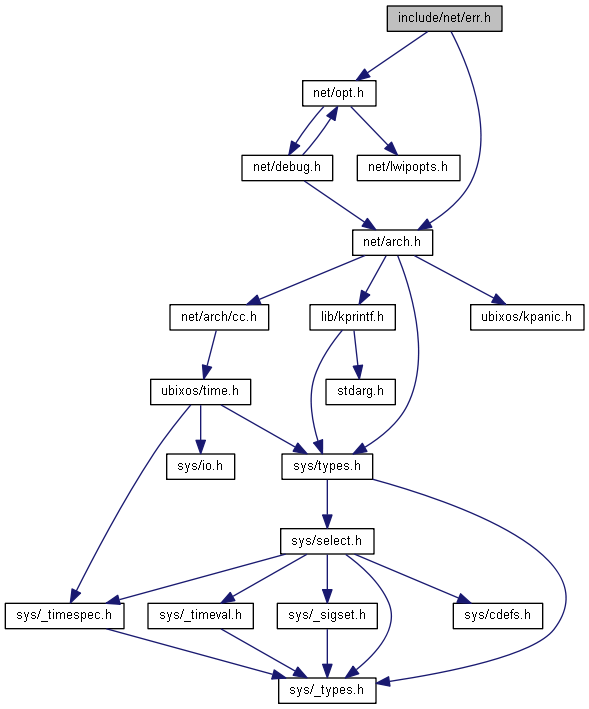 include/net/err.h
net/opt.h
net/debug.h
net/lwipopts.h
net/arch.h
net/arch/cc.h
lib/kprintf.h
ubixos/kpanic.h
ubixos/time.h
stdarg.h
sys/io.h
sys/types.h
sys/select.h
sys/_timespec.h
sys/_timeval.h
sys/_sigset.h
sys/cdefs.h
sys/_types.h